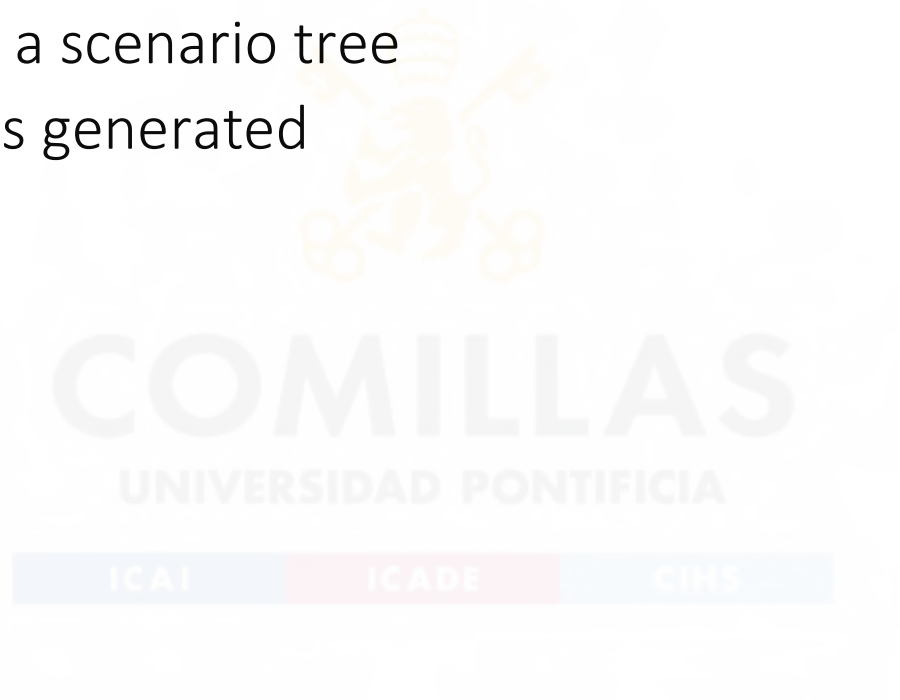 a scenario tree
s generated
COMILLAS
UNIVERSIDAD PONTIFICIA
ICAI ICADE CIHS